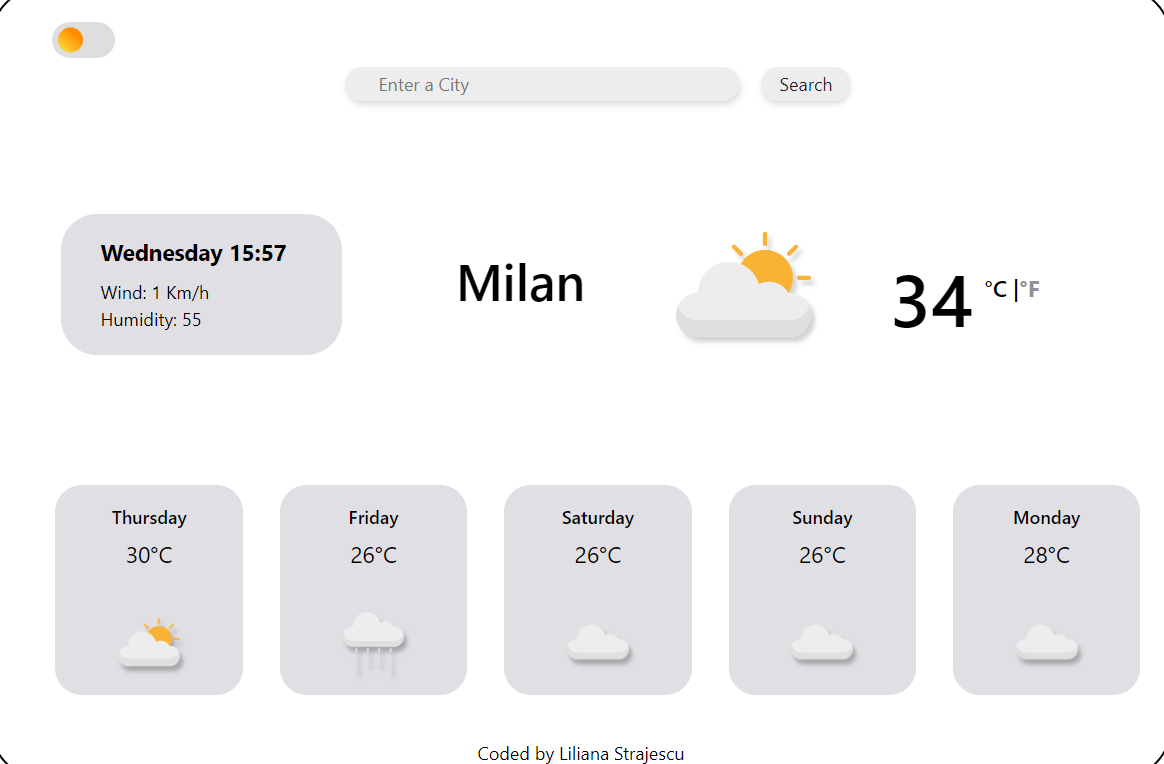 Enter a City
Search
Wednesday 15:57
Wind: 1 Km/h
Humidity: 55
Milan
34 °C |°F
Thursday
30°C
Friday
26°C
Saturday
26°C
Sunday
26°C
Monday
28°C
Coded by Liliana Strajescu